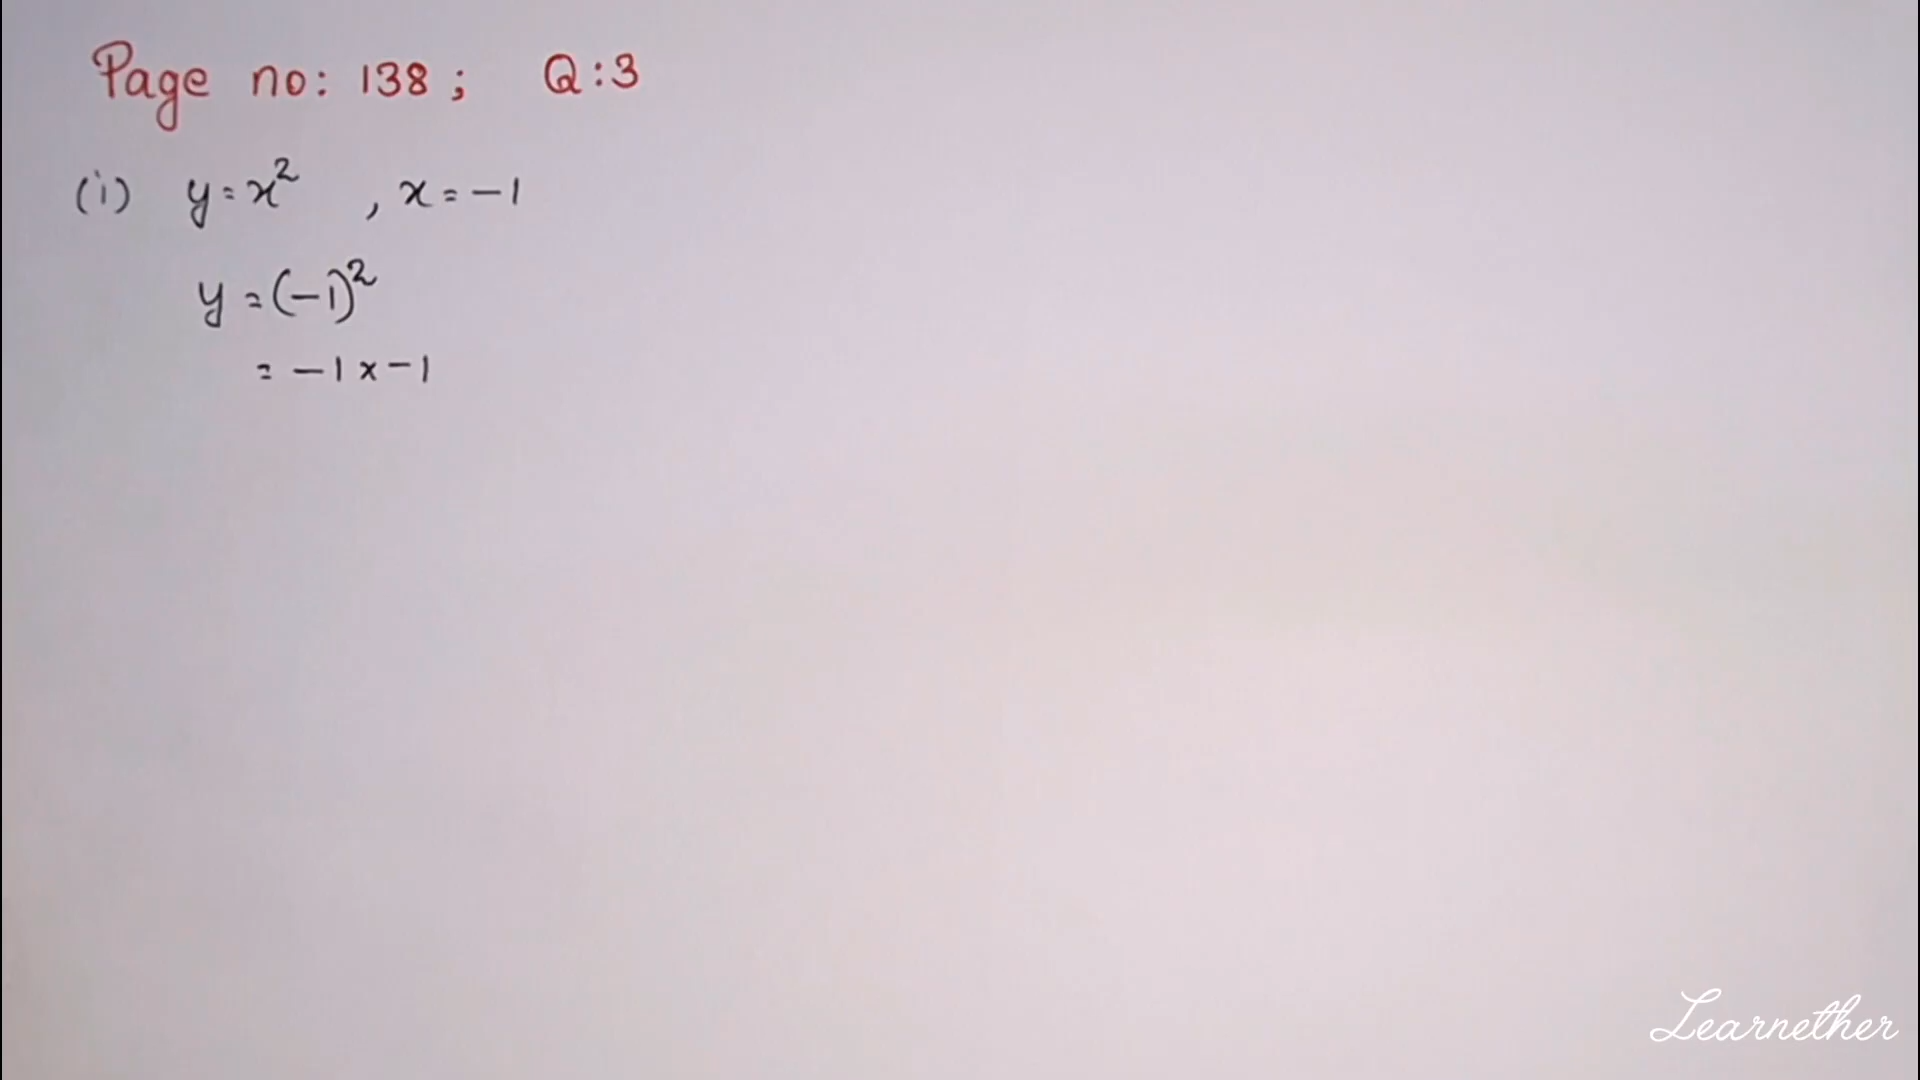 Page no: 138; Q:3
(i) y=x² , x=-1
y=(-1)²
= -1 x -1
Learnether